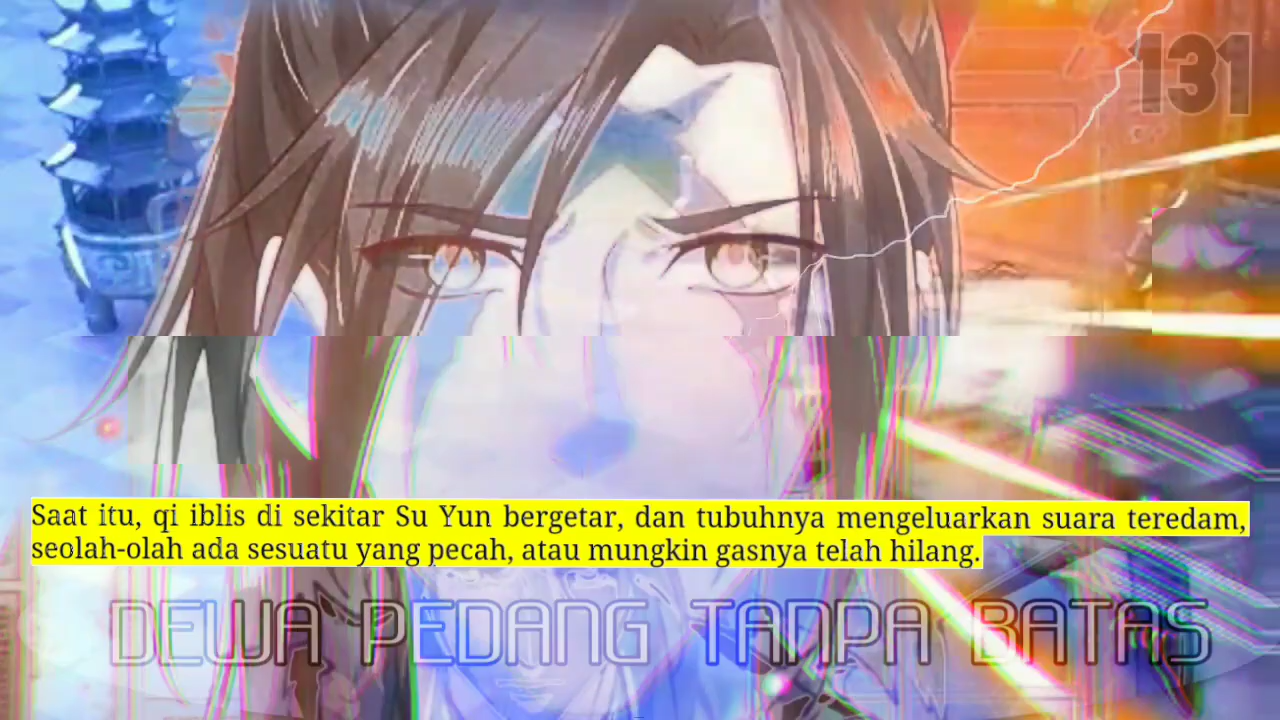 131
Saat itu, qi iblis di sekitar Su Yun bergetar, dan tubuhnya mengeluarkan suara teredam,
seolah-olah ada sesuatu yang pecah, atau mungkin gasnya telah hilang.
DEWA PEDANG TANPA BATAS